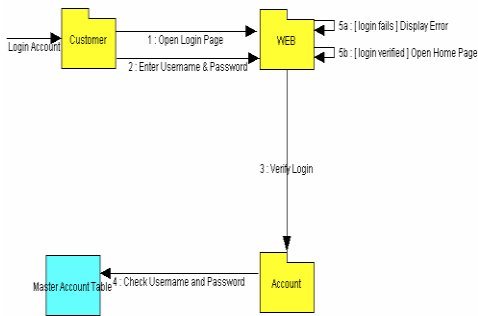 5a : [ login fails ] Display Error
Login Account
Customer
1 : Open Login Page
WEB
5b : [ login verified ] Open Home Page
2 : Enter Username & Password
3 : Verify Login
Master Account Table
4 : Check Username and Password
Account